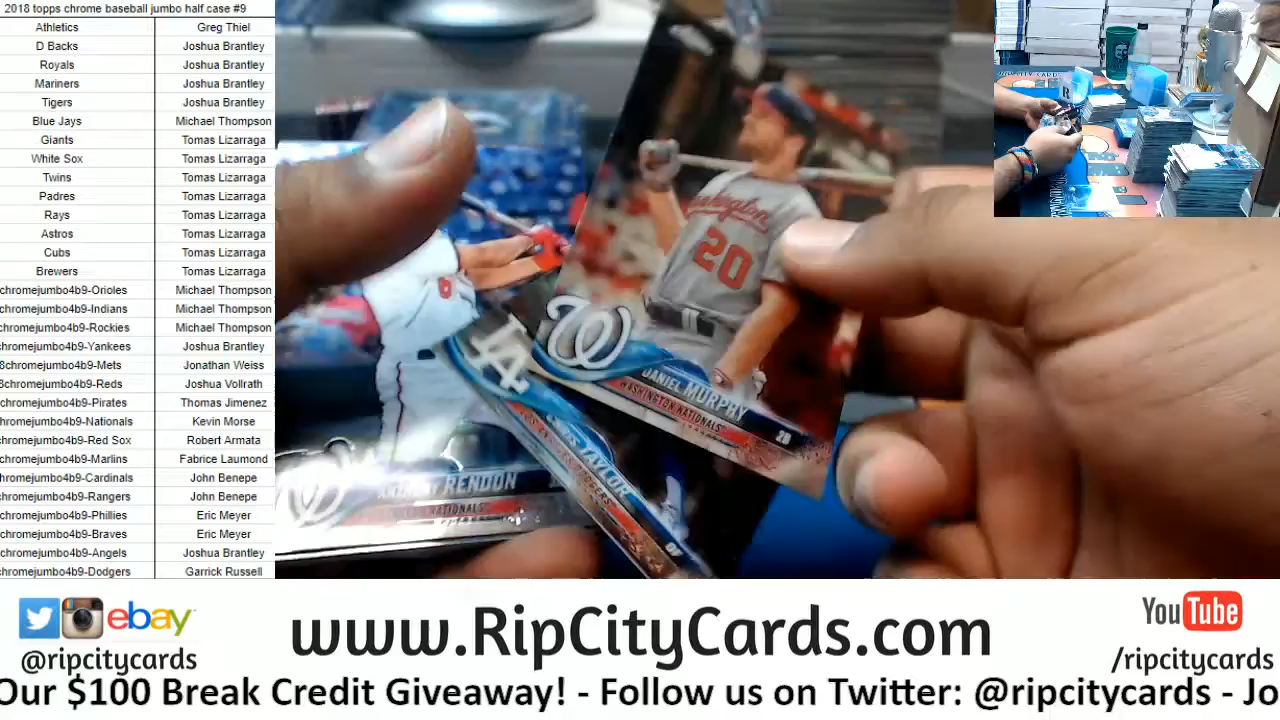 2018 topps chrome baseball jumbo half case #9
Athletics Greg Thiel
D Backs Joshua Brantley
Royals Joshua Brantley
Mariners Joshua Brantley
Tigers Joshua Brantley
Blue Jays Michael Thompson
Giants Tomas Lizarraga
White Sox Tomas Lizarraga
Twins Tomas Lizarraga
Padres Tomas Lizarraga
Rays Tomas Lizarraga
Astros Tomas Lizarraga
Cubs Tomas Lizarraga
Brewers Tomas Lizarraga
chromejumbo4b9-Orioles Michael Thompson
chromejumbo4b9-Indians Michael Thompson
chromejumbo4b9-Rockies Michael Thompson
chromejumbo4b9-Yankees Joshua Brantley
8chromejumbo4b9-Mets Jonathan Weiss
8chromejumbo4b9-Reds Joshua Vollrath
chromejumbo4b9-Pirates Thomas Jimenez
chromejumbo4b9-Nationals Kevin Morse
chromejumbo4b9-Red Sox Robert Armata
chromejumbo4b9-Marlins Fabrice Laumond
chromejumbo4b9-Cardinals John Benepe
chromejumbo4b9-Rangers John Benepe
chromejumbo4b9-Phillies Eric Meyer
chromejumbo4b9-Braves Eric Meyer
chromejumbo4b9-Angels Joshua Brantley
chromejumbo4b9-Dodgers Garrick Russell
Washington
20
W
DANIEL MURPHY
WASHINGTON NATIONALS
2B
LA
TAYLOR
DODGERS
OF
RENDON
NATIONALS
ebay
@ripcitycards
www.RipCityCards.com
YouTube
/ripcitycards
Our $100 Break Credit Giveaway! - Follow us on Twitter: @ripcitycards - Jo